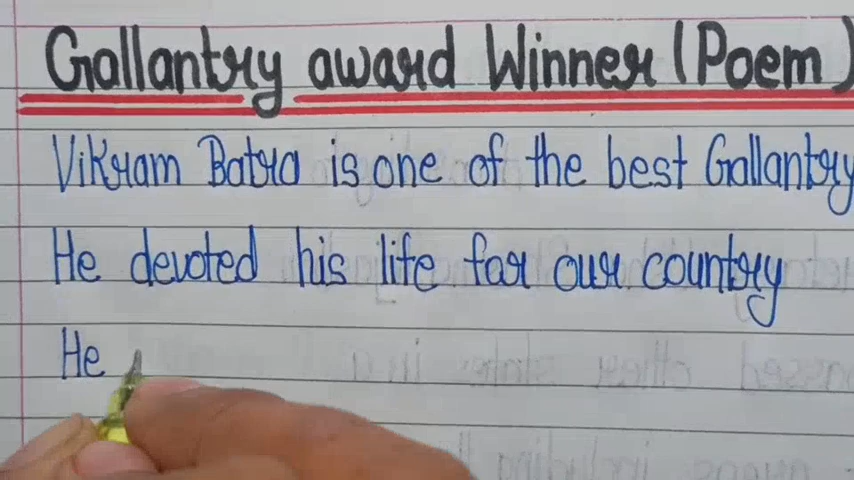 Gallantry award Winner (Poem)
Vikram Batra is one of the best Gallantry
He devoted his life for our country
He